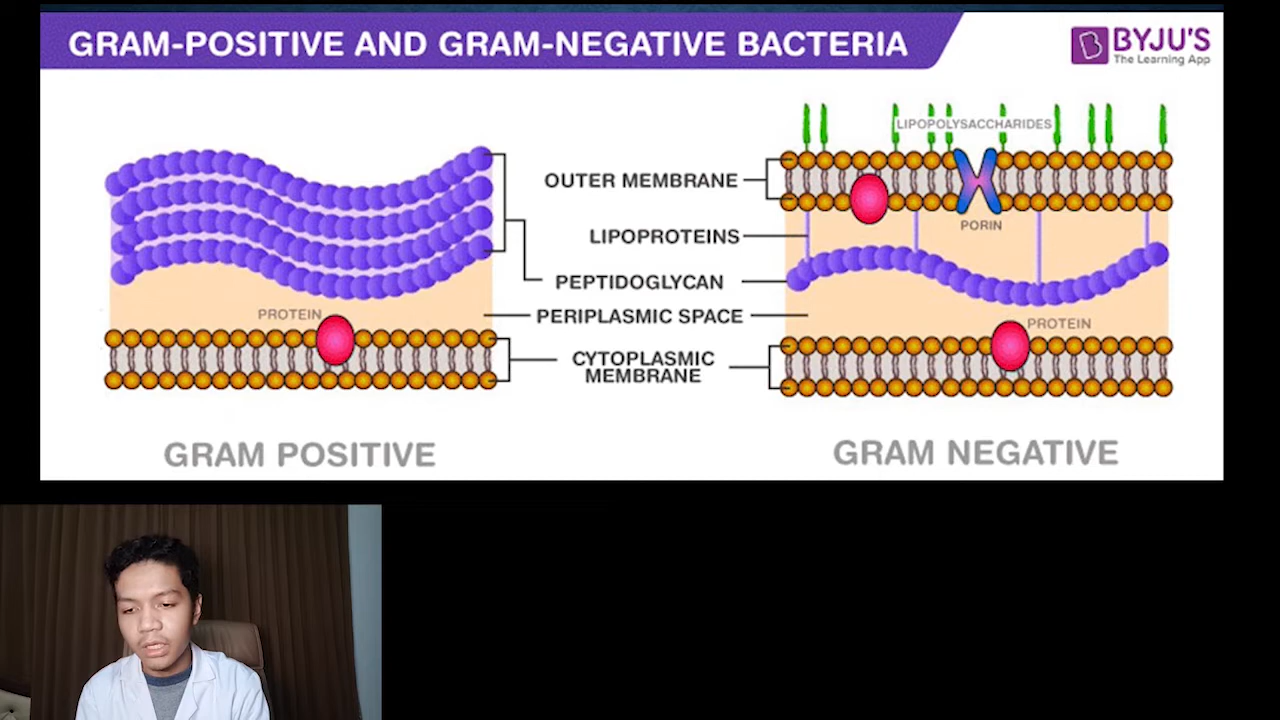 GRAM-POSITIVE AND GRAM-NEGATIVE BACTERIA
BYJU'S
The Learning App
LIPOPOLYSACCHARIDES
OUTER MEMBRANE
PORIN
LIPOPROTEINS
PEPTIDOGLYCAN
PROTEIN
PERIPLASMIC SPACE
PROTEIN
CYTOPLASMIC
MEMBRANE
GRAM POSITIVE
GRAM NEGATIVE